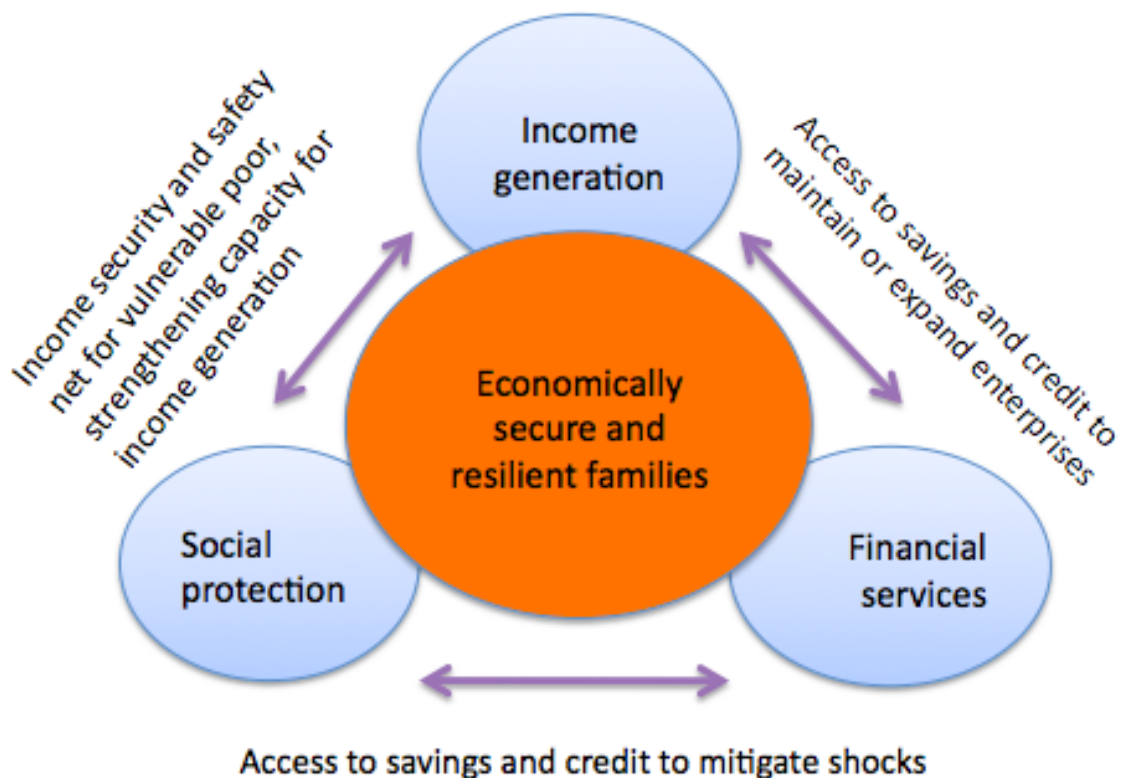 Income
generation
Income security and safety
net for vulnerable poor,
strengthening capacity for
income generation
Access to savings and credit to
maintain or expand enterprises
Economically
secure and
resilient families
Social
protection
Financial
services
Access to savings and credit to mitigate shocks